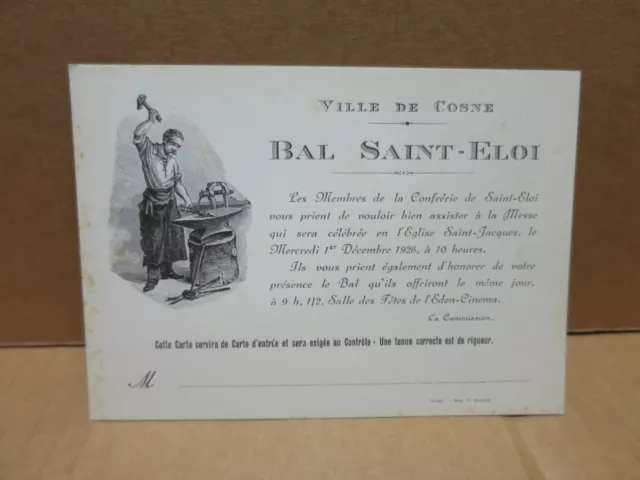 VILLE DE COSNE
BAL SAINT-ELOI
Les Membres de la Confrérie de Saint-Eloi
vous prient de vouloir bien assister à la Messe
qui sera célébrée en l'Eglise Saint-Jacques, le
Mercredi 1er Décembre 1926, à 10 heures.
Ils vous prient également d'honorer de votre
présence le Bal qu'ils offriront le même jour,
à 9 h. 1/2, Salle des Fêtes de l'Eden-Cinema.
La Commission.
Cette Carte servira de Carte d'entrée et sera exigée au Contrôle - Une tenue correcte est de rigueur.
M